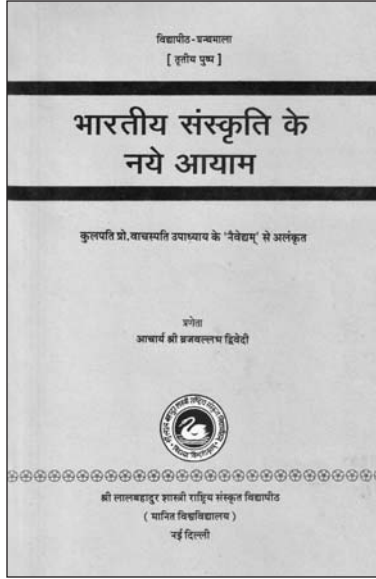 विद्यापीठ-ग्रन्थमाला
[ तृतीय पुष्प ]
भारतीय संस्कृति के
नये आयाम
कुलपति प्रो. वाचस्पति उपाध्याय के 'नैवेद्यम्' से अलंकृत
प्रणेता
आचार्य श्री व्रजवल्लभ द्विवेदी
श्री लालबहादुर शास्त्री राष्ट्रिय संस्कृत विद्यापीठ
( मानित विश्वविद्यालय )
नई दिल्ली